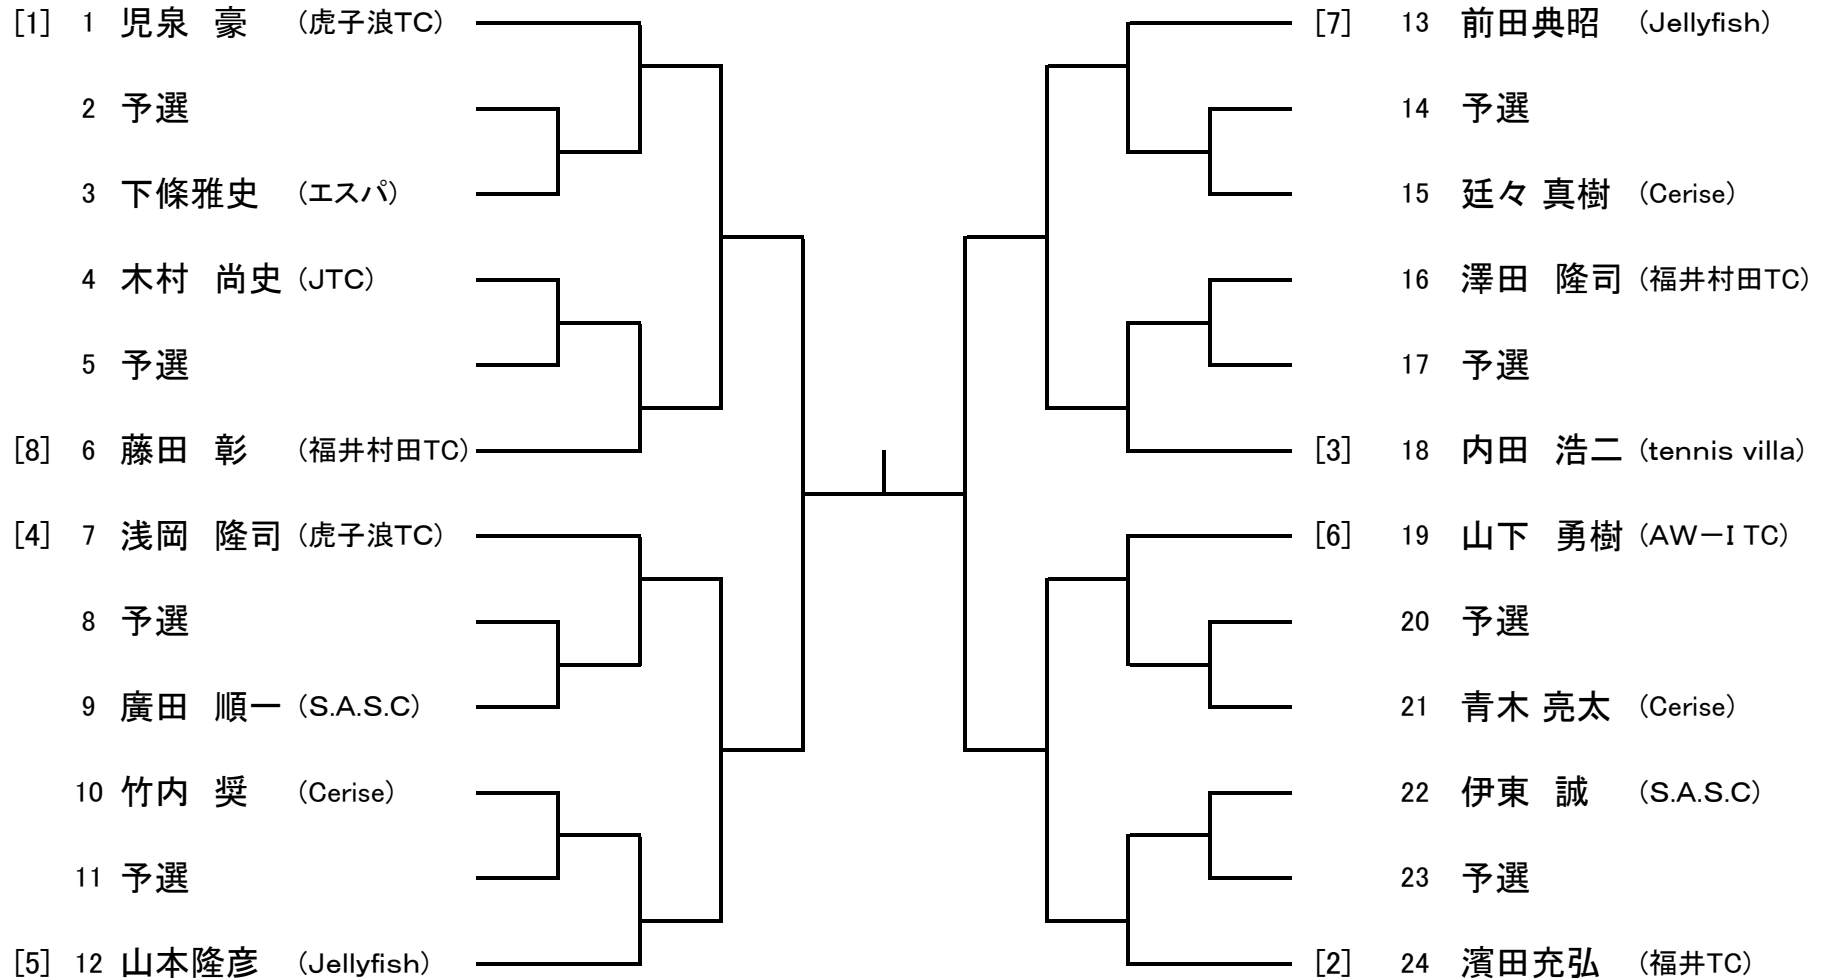 [1] 1 児泉 豪 (虎子浪TC)
2 予選
3 下條雅史 (エスパ)
4 木村 尚史 (JTC)
5 予選
[8] 6 藤田 彰 (福井村田TC)
[4] 7 浅岡 隆司 (虎子浪TC)
8 予選
9 廣田 順一 (S.A.S.C)
10 竹内 奨 (Cerise)
11 予選
[5] 12 山本隆彦 (Jellyfish)
[7] 13 前田典昭 (Jellyfish)
14 予選
15 廷々 真樹 (Cerise)
16 澤田 隆司 (福井村田TC)
17 予選
[3] 18 内田 浩二 (tennis villa)
[6] 19 山下 勇樹 (AW－I TC)
20 予選
21 青木 亮太 (Cerise)
22 伊東 誠 (S.A.S.C)
23 予選
[2] 24 濱田充弘 (福井TC)